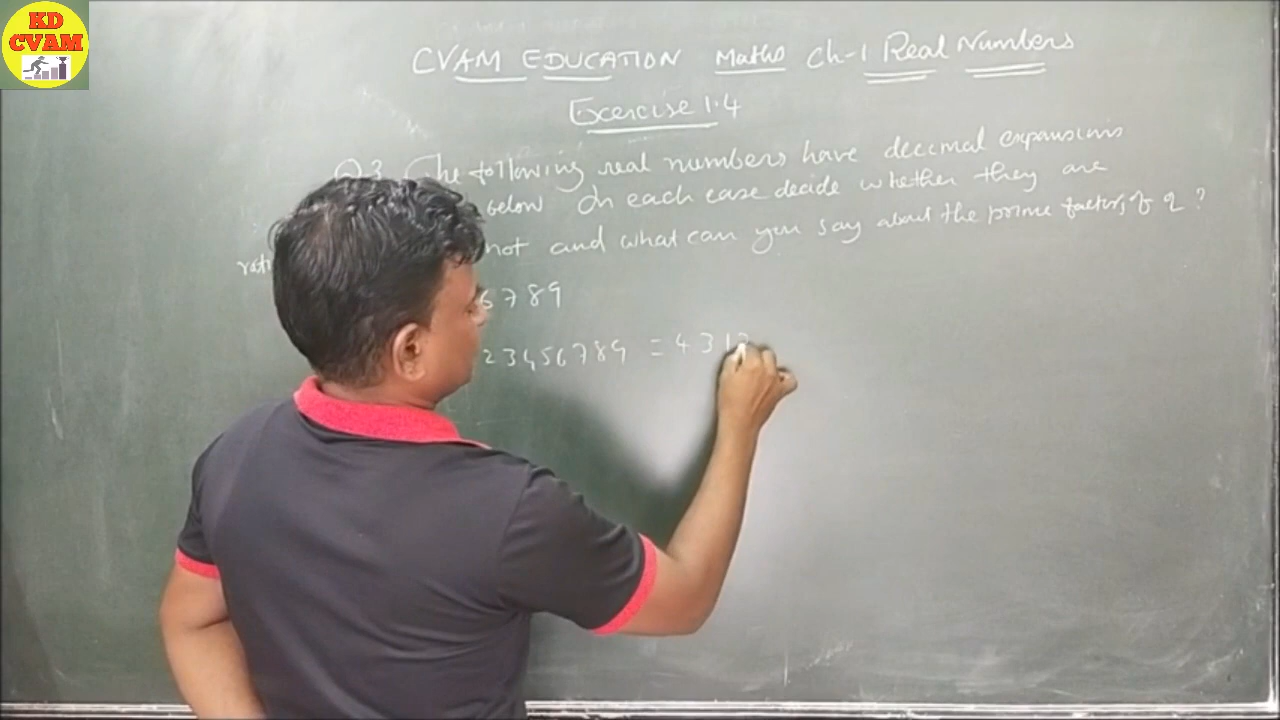 KD
CVAM
CVAM EDUCATION Maths Ch-1 Real Numbers
Exercise 1.4
Q3 The following real numbers have decimal expansions
below In each case decide whether they are
not and what can you say about the prime factors of q ?
6789
23456789 = 431